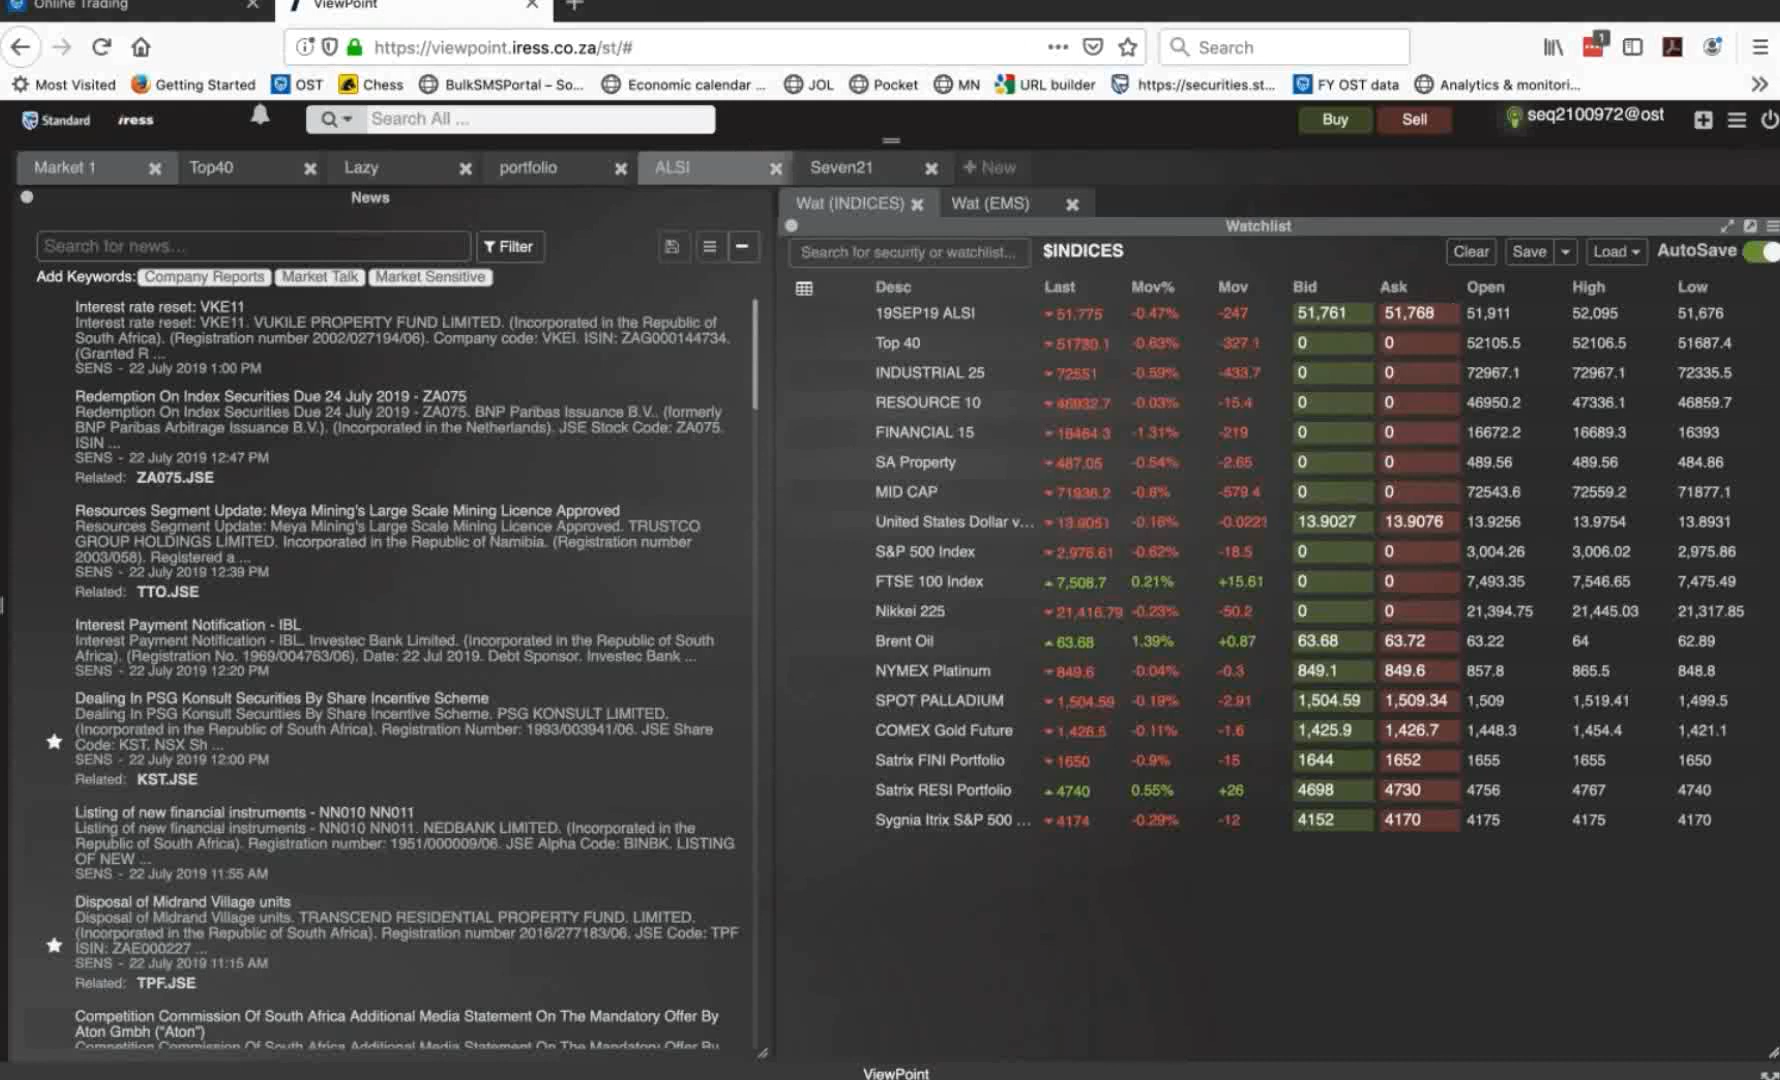 Online Trading
ViewPoint
https://viewpoint.iress.co.za/st/#
Search
1
Most Visited
Getting Started
OST
Chess
BulkSMSPortal – So...
Economic calendar ...
JOL
Pocket
MN
URL builder
https://securities.st...
FY OST data
Analytics & monitori...
Standard
iress
Search All ...
Buy
Sell
seq2100972@ost
Market 1
Top40
Lazy
portfolio
ALSI
Seven21
+ New
News
Wat (INDICES)
Wat (EMS)
Watchlist
Search for news...
Filter
Add Keywords: Company Reports Market Talk Market Sensitive
Interest rate reset: VKE11
Interest rate reset: VKE11. VUKILE PROPERTY FUND LIMITED. (Incorporated in the Republic of
South Africa). (Registration number 2002/027194/06). Company code: VKEI. ISIN: ZAG000144734.
(Granted R ...
SENS - 22 July 2019 1:00 PM
Redemption On Index Securities Due 24 July 2019 - ZA075
Redemption On Index Securities Due 24 July 2019 - ZA075. BNP Paribas Issuance B.V.. (formerly
BNP Paribas Arbitrage Issuance B.V.). (Incorporated in the Netherlands). JSE Stock Code: ZA075.
ISIN ...
SENS - 22 July 2019 12:47 PM
Related: ZA075.JSE
Resources Segment Update: Meya Mining's Large Scale Mining Licence Approved
Resources Segment Update: Meya Mining's Large Scale Mining Licence Approved. TRUSTCO
GROUP HOLDINGS LIMITED. Incorporated in the Republic of Namibia. (Registration number
2003/058). Registered a ...
SENS - 22 July 2019 12:39 PM
Related: TTO.JSE
Interest Payment Notification - IBL
Interest Payment Notification - IBL. Investec Bank Limited. (Incorporated in the Republic of South
Africa). (Registration No. 1969/004763/06). Date: 22 Jul 2019. Debt Sponsor. Investec Bank ...
SENS - 22 July 2019 12:20 PM
Dealing In PSG Konsult Securities By Share Incentive Scheme
Dealing In PSG Konsult Securities By Share Incentive Scheme. PSG KONSULT LIMITED.
(Incorporated in the Republic of South Africa). Registration Number: 1993/003941/06. JSE Share
Code: KST. NSX Sh ...
SENS - 22 July 2019 12:00 PM
Related: KST.JSE
Listing of new financial instruments - NN010 NN011
Listing of new financial instruments - NN010 NN011. NEDBANK LIMITED. (Incorporated in the
Republic of South Africa). Registration number: 1951/000009/06. JSE Alpha Code: BINBK. LISTING
OF NEW ...
SENS - 22 July 2019 11:55 AM
Disposal of Midrand Village units
Disposal of Midrand Village units. TRANSCEND RESIDENTIAL PROPERTY FUND. LIMITED.
(Incorporated in the Republic of South Africa). Registration number 2016/277183/06. JSE Code: TPF
ISIN: ZAE000227 ...
SENS - 22 July 2019 11:15 AM
Related: TPF.JSE
Competition Commission Of South Africa Additional Media Statement On The Mandatory Offer By
Aton Gmbh ("Aton")
Competition Commission Of South Africa Additional Media Statement On The Mandatory Offer By
Search for security or watchlist...
$INDICES
Clear
Save
Load
AutoSave
Desc Last Mov% Mov Bid Ask Open High Low
19SEP19 ALSI 51,775 -0.47% -247 51,761 51,768 51,911 52,095 51,676
Top 40 51780.1 -0.63% -327.1 0 0 52105.5 52106.5 51687.4
INDUSTRIAL 25 72551 -0.59% -433.7 0 0 72967.1 72967.1 72335.5
RESOURCE 10 46932.7 -0.03% -15.4 0 0 46950.2 47336.1 46859.7
FINANCIAL 15 16464.3 -1.31% -219 0 0 16672.2 16689.3 16393
SA Property 487.05 -0.54% -2.65 0 0 489.56 489.56 484.86
MID CAP 71936.2 -0.8% -579.4 0 0 72543.6 72559.2 71877.1
United States Dollar v... 13.9051 -0.16% -0.0221 13.9027 13.9076 13.9256 13.9754 13.8931
S&P 500 Index 2,976.61 -0.62% -18.5 0 0 3,004.26 3,006.02 2,975.86
FTSE 100 Index 7,508.7 0.21% +15.61 0 0 7,493.35 7,546.65 7,475.49
Nikkei 225 21,416.79 -0.23% -50.2 0 0 21,394.75 21,445.03 21,317.85
Brent Oil 63.68 1.39% +0.87 63.68 63.72 63.22 64 62.89
NYMEX Platinum 849.6 -0.04% -0.3 849.1 849.6 857.8 865.5 848.8
SPOT PALLADIUM 1,504.59 -0.19% -2.91 1,504.59 1,509.34 1,509 1,519.41 1,499.5
COMEX Gold Future -0.11% -1.6 1,425.9 1,426.7 1,448.3 1,454.4 1,421.1
Satrix FINI Portfolio 1650 -0.9% -15 1644 1652 1655 1655 1650
Satrix RESI Portfolio 4740 0.55% +26 4698 4730 4756 4767 4740
Sygnia Itrix S&P 500 ... 4174 -0.29% -12 4152 4170 4175 4175 4170
ViewPoint